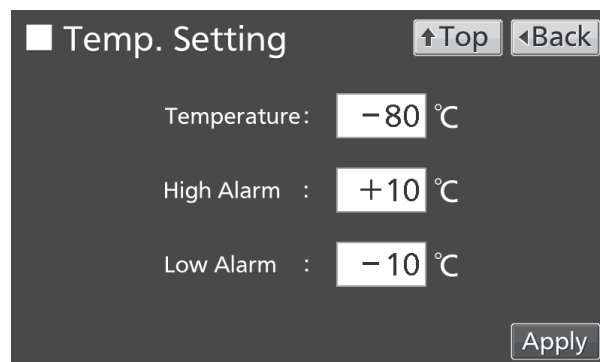 Temp. Setting
Top
Back
Temperature: −80 ℃
High Alarm : +10 ℃
Low Alarm : −10 ℃
Apply